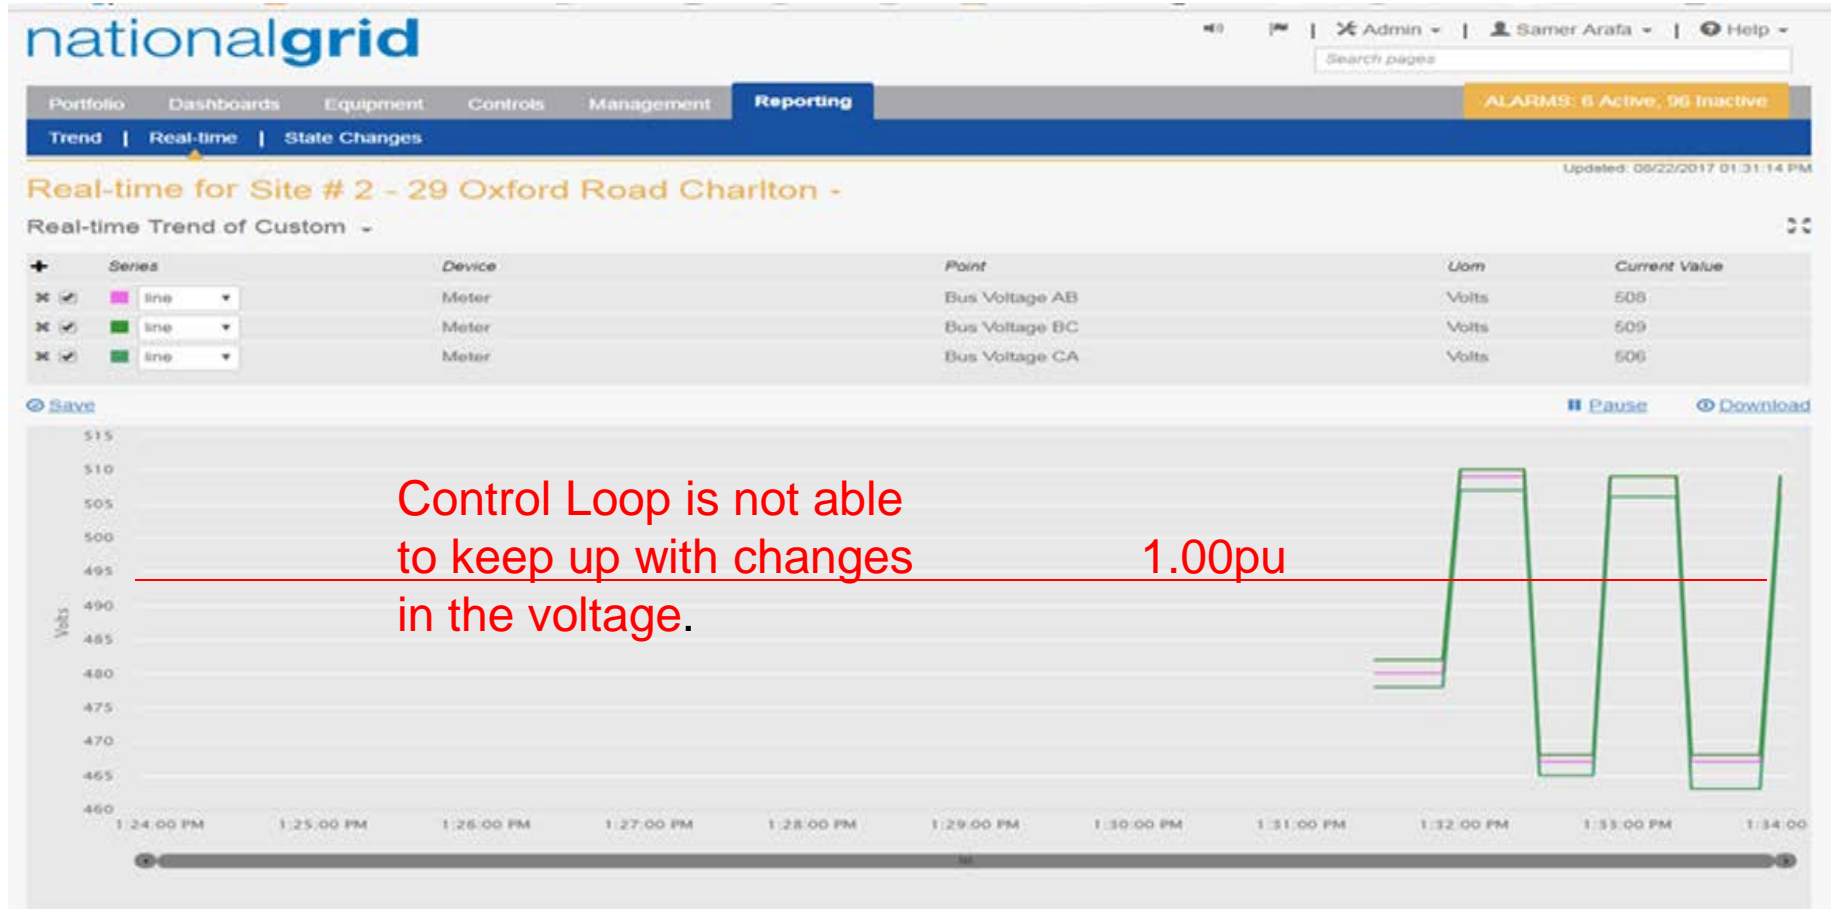 nationalgrid
Admin | Samer Arafa | Help
Search pages
Portfolio Dashboards Equipment Controls Management Reporting ALARMS: 6 Active, 96 Inactive
Trend | Real-time | State Changes
Updated: 06/22/2017 01:31:14 PM
Real-time for Site # 2 - 29 Oxford Road Charlton -
Real-time Trend of Custom
Series Device Point Uom Current Value
line Meter Bus Voltage AB Volts 508
line Meter Bus Voltage BC Volts 509
line Meter Bus Voltage CA Volts 506
Save Pause Download
515
510
505
500
495
490
485
480
475
470
465
460
Volts
Control Loop is not able
to keep up with changes
in the voltage.
1.00pu
1:24:00 PM 1:25:00 PM 1:26:00 PM 1:27:00 PM 1:28:00 PM 1:29:00 PM 1:30:00 PM 1:31:00 PM 1:32:00 PM 1:33:00 PM 1:34:00